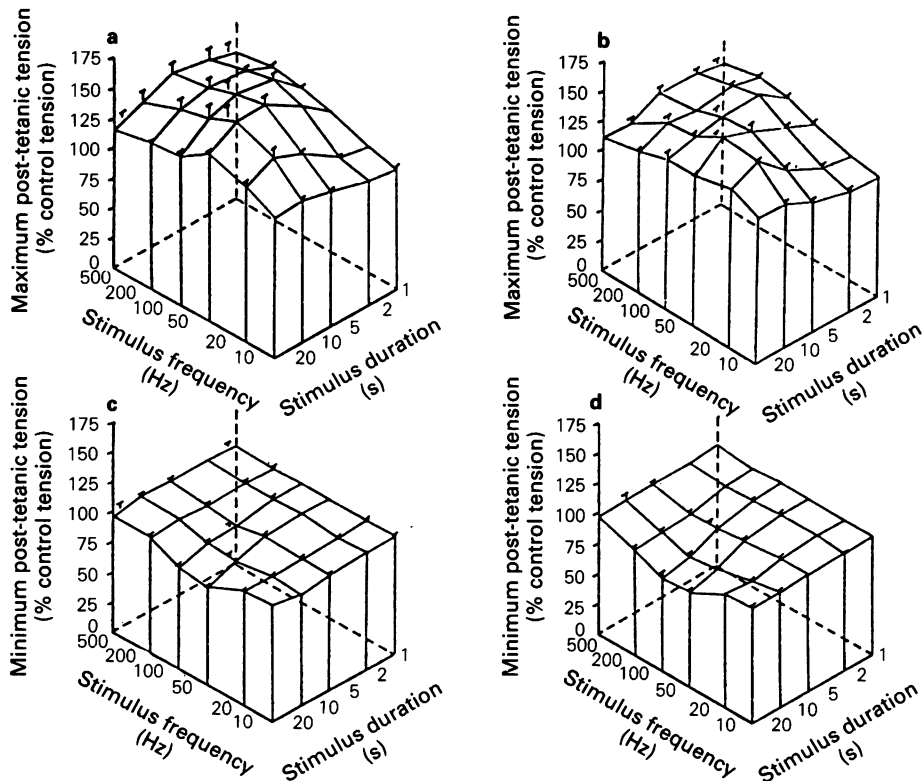 a
Maximum post-tetanic tension
(% control tension)
175
150
125
100
75
50
25
0
500
200
100
50
20
10
Stimulus frequency
(Hz)
20
10
5
2
1
Stimulus duration
(s)
b
Maximum post-tetanic tension
(% control tension)
175
150
125
100
75
50
25
0
500
200
100
50
20
10
Stimulus frequency
(Hz)
20
10
5
2
1
Stimulus duration
(s)
c
Minimum post-tetanic tension
(% control tension)
175
150
125
100
75
50
25
0
500
200
100
50
20
10
Stimulus frequency
(Hz)
20
10
5
2
1
Stimulus duration
(s)
d
Minimum post-tetanic tension
(% control tension)
175
150
125
100
75
50
25
0
500
200
100
50
20
10
Stimulus frequency
(Hz)
20
10
5
2
1
Stimulus duration
(s)